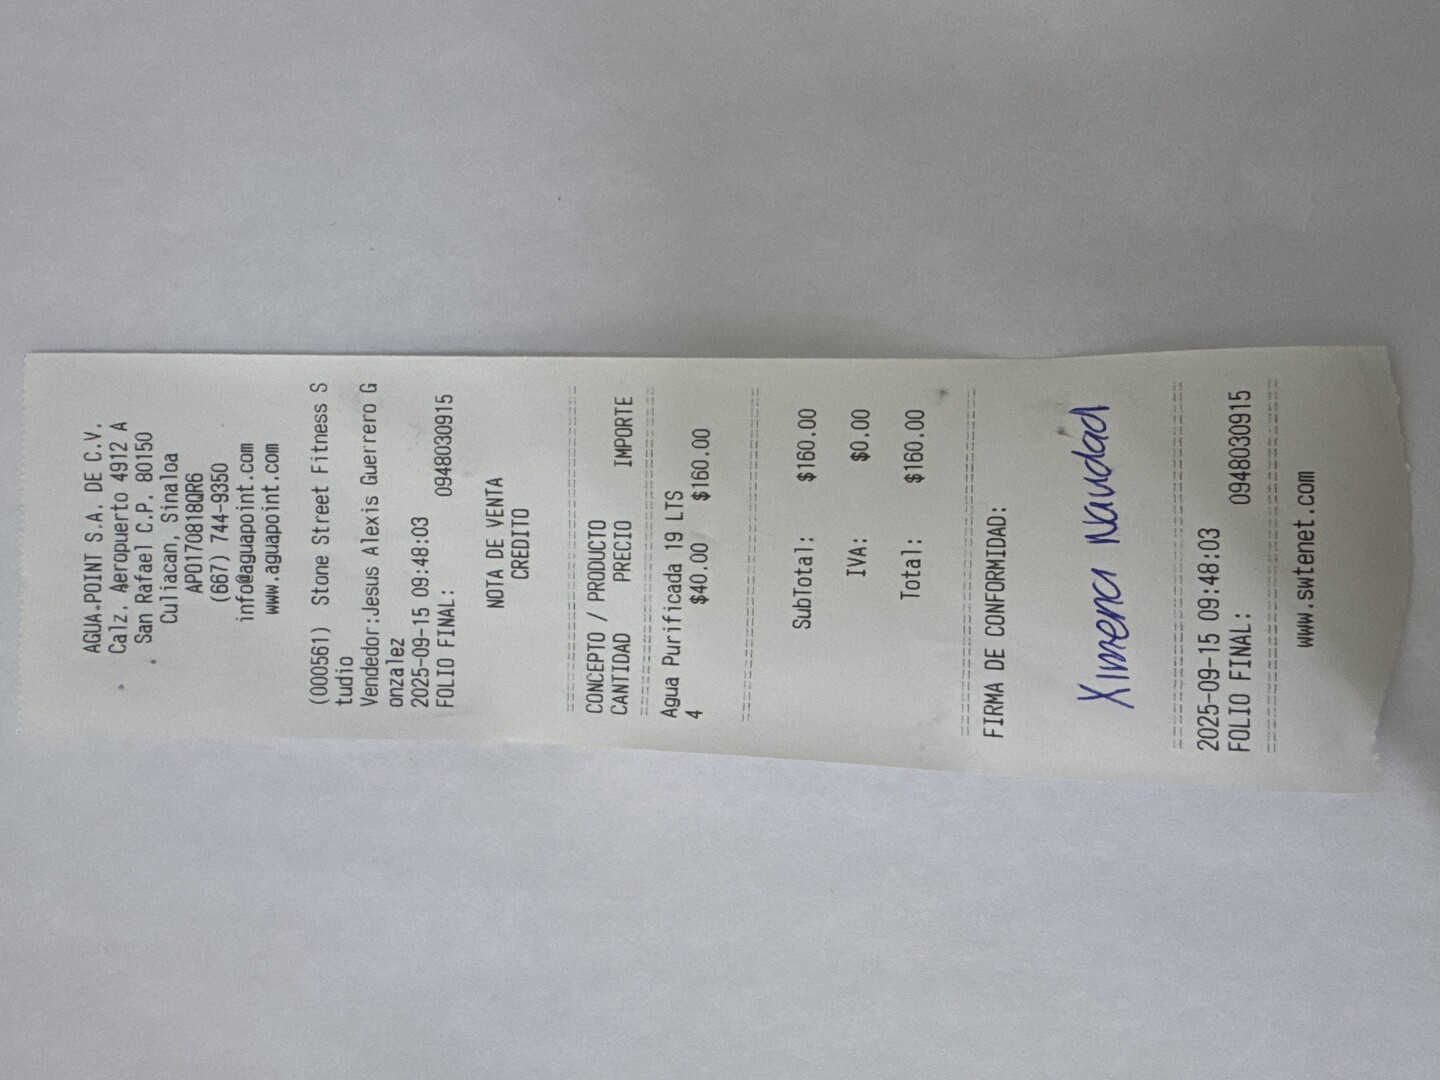 AGUA-POINT S.A. DE C.V.
Calz. Aeropuerto 4912 A
San Rafael C.P. 80150
Culiacan, Sinaloa
APO170818QR6
(667) 744-9350
info@aguapoint.com
www.aguapoint.com
(000561) Stone Street Fitness S
tudio
Vendedor:Jesus Alexis Guerrero G
onzalez
2025-09-15 09:48:03
FOLIO FINAL: 0948030915
NOTA DE VENTA
CREDITO
================================
CONCEPTO / PRODUCTO
CANTIDAD PRECIO IMPORTE
================================
Agua Purificada 19 LTS
4 $40.00 $160.00
================================
SubTotal: $160.00
IVA: $0.00
Total: $160.00
================================
FIRMA DE CONFORMIDAD:
Ximena Naudad
================================
2025-09-15 09:48:03
FOLIO FINAL: 0948030915
================================
www.swtenet.com